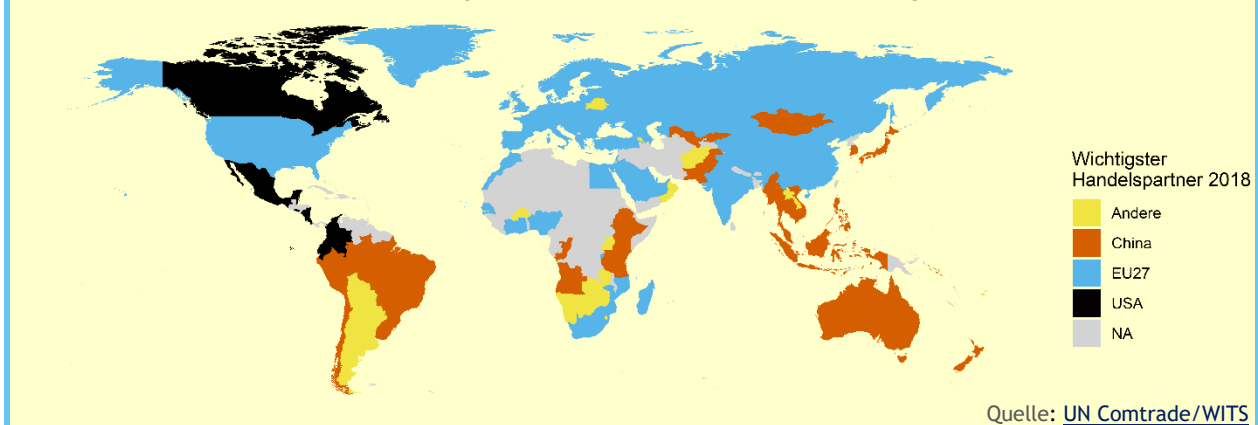 Wichtigster
Handelspartner 2018
Andere
China
EU27
USA
NA
Quelle: UN Comtrade/WITS